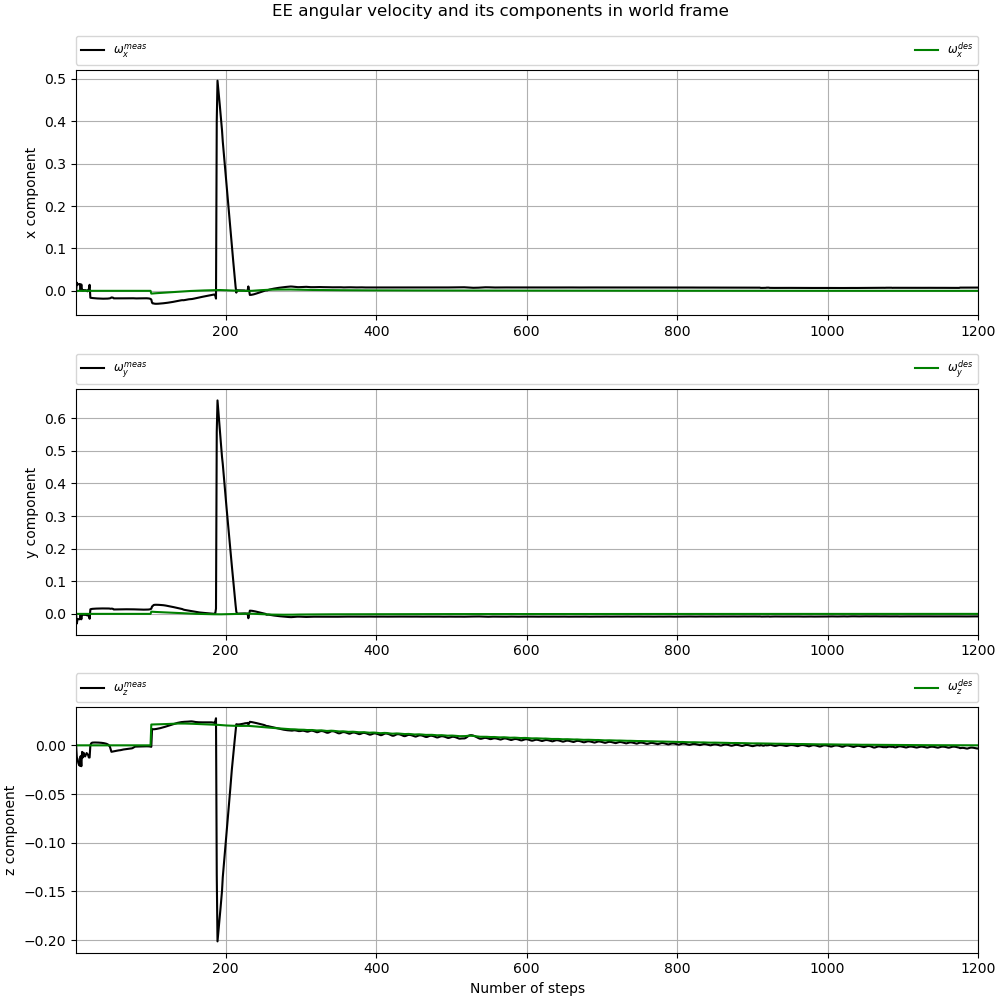 EE angular velocity and its components in world frame
ω_x^meas ω_x^des
0.5
0.4
0.3
0.2
0.1
0.0
x component
200 400 600 800 1000 1200
ω_y^meas ω_y^des
0.6
0.5
0.4
0.3
0.2
0.1
0.0
y component
200 400 600 800 1000 1200
ω_z^meas ω_z^des
0.00
−0.05
−0.10
−0.15
−0.20
z component
200 400 600 800 1000 1200
Number of steps